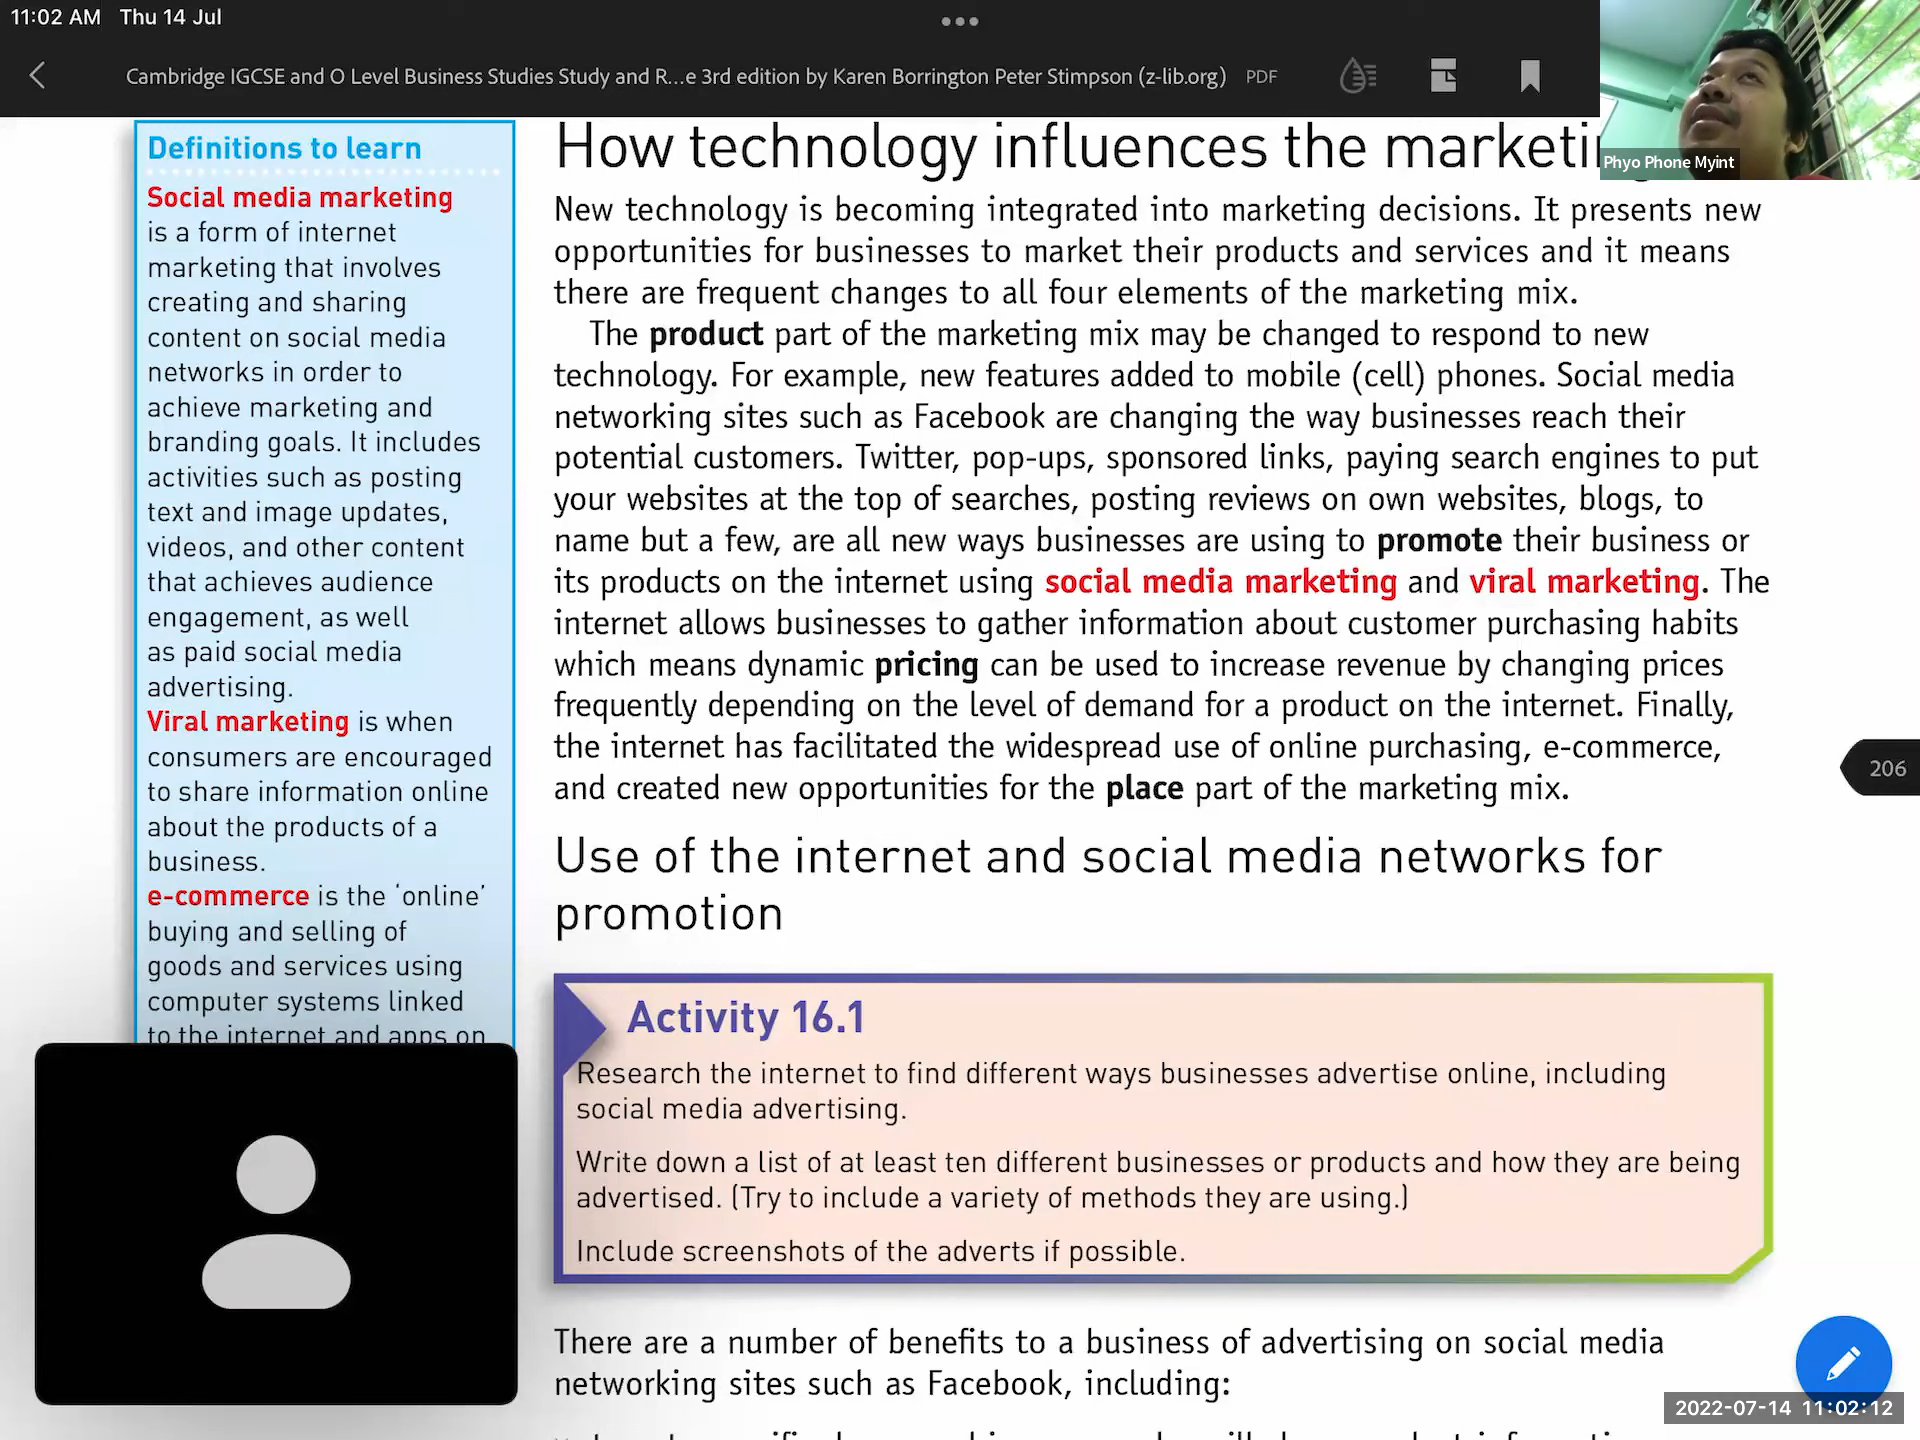 11:02 AM Thu 14 Jul
Cambridge IGCSE and O Level Business Studies Study and R...e 3rd edition by Karen Borrington Peter Stimpson (z-lib.org) PDF
Phyo Phone Myint
Definitions to learn
Social media marketing
is a form of internet
marketing that involves
creating and sharing
content on social media
networks in order to
achieve marketing and
branding goals. It includes
activities such as posting
text and image updates,
videos, and other content
that achieves audience
engagement, as well
as paid social media
advertising.
Viral marketing is when
consumers are encouraged
to share information online
about the products of a
business.
e-commerce is the ‘online’
buying and selling of
goods and services using
computer systems linked
to the internet and apps on
How technology influences the
New technology is becoming integrated into marketing decisions. It presents new
opportunities for businesses to market their products and services and it means
there are frequent changes to all four elements of the marketing mix.
The product part of the marketing mix may be changed to respond to new
technology. For example, new features added to mobile (cell) phones. Social media
networking sites such as Facebook are changing the way businesses reach their
potential customers. Twitter, pop-ups, sponsored links, paying search engines to put
your websites at the top of searches, posting reviews on own websites, blogs, to
name but a few, are all new ways businesses are using to promote their business or
its products on the internet using social media marketing and viral marketing. The
internet allows businesses to gather information about customer purchasing habits
which means dynamic pricing can be used to increase revenue by changing prices
frequently depending on the level of demand for a product on the internet. Finally,
the internet has facilitated the widespread use of online purchasing, e-commerce,
and created new opportunities for the place part of the marketing mix.
206
Use of the internet and social media networks for
promotion
Activity 16.1
Research the internet to find different ways businesses advertise online, including
social media advertising.
Write down a list of at least ten different businesses or products and how they are being
advertised. (Try to include a variety of methods they are using.)
Include screenshots of the adverts if possible.
There are a number of benefits to a business of advertising on social media
networking sites such as Facebook, including:
2022-07-14 11:02:12